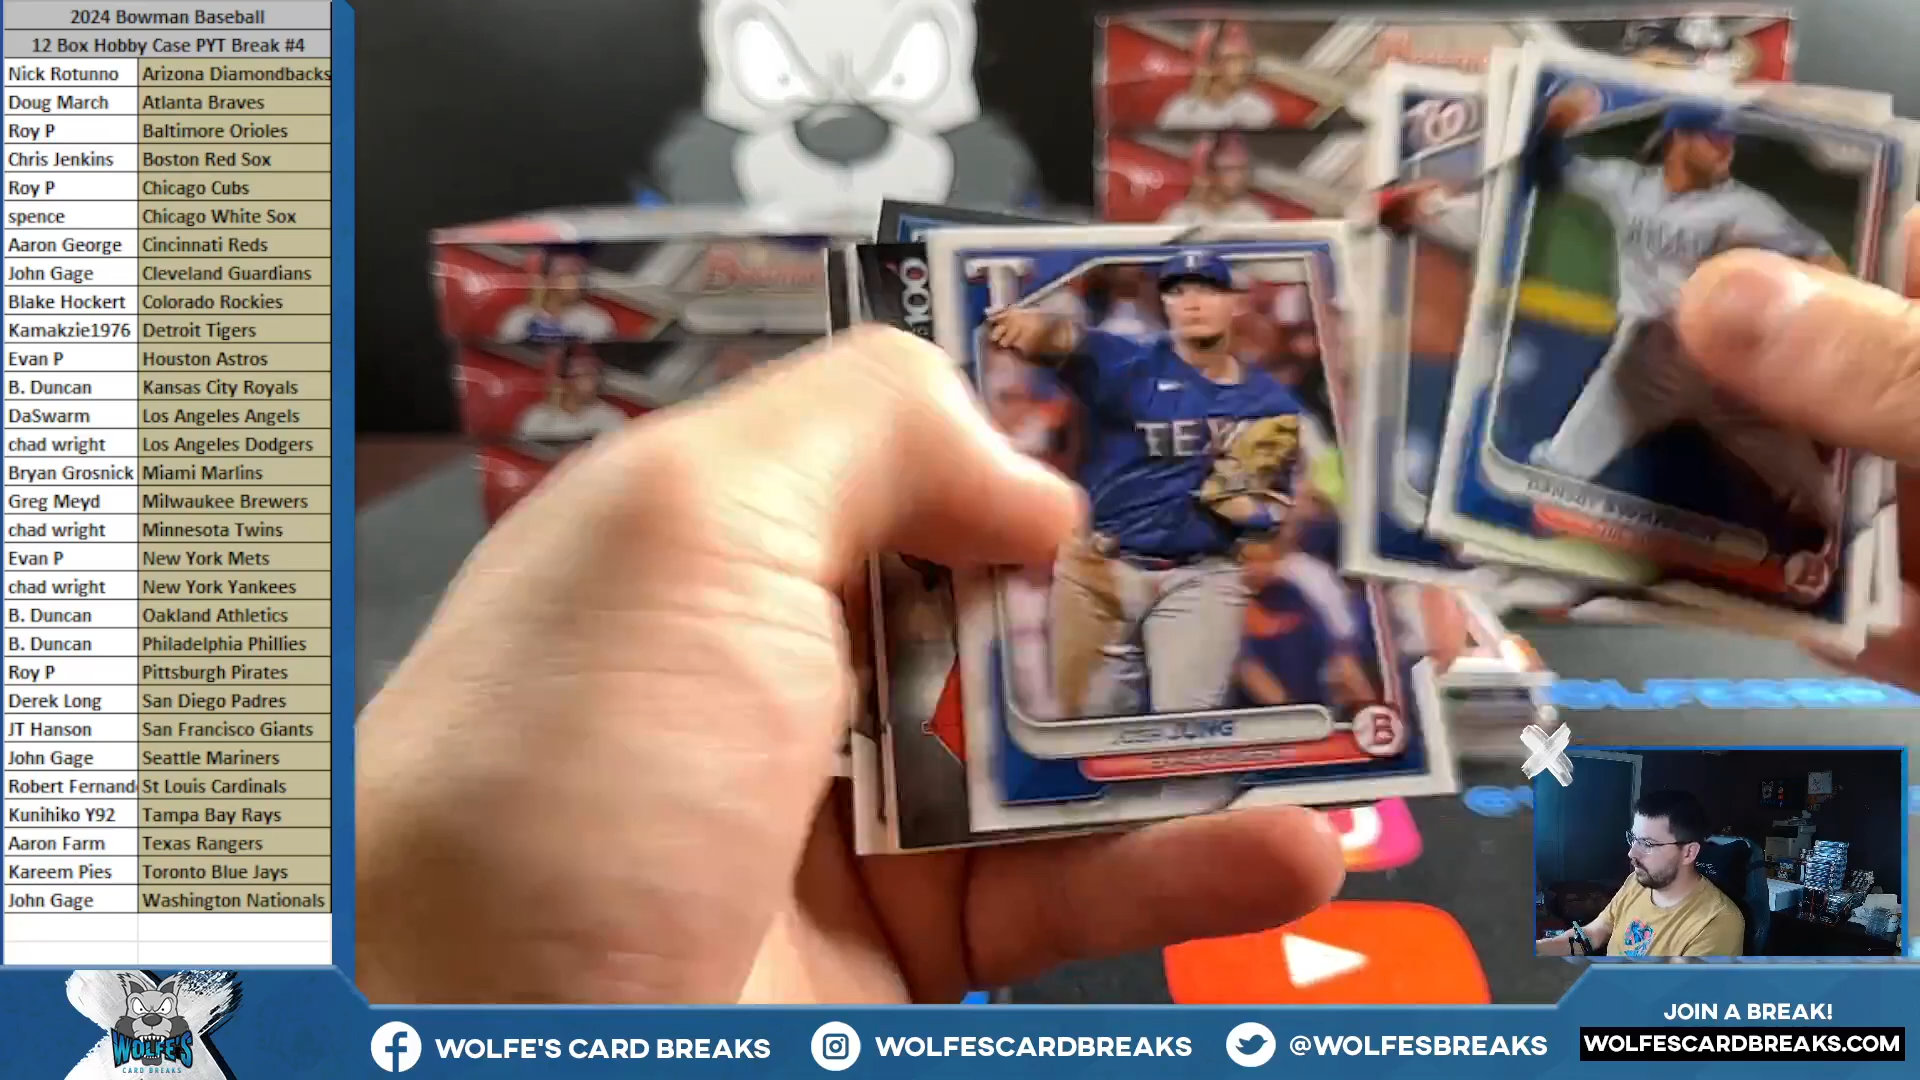 2024 Bowman Baseball
12 Box Hobby Case PYT Break #4
Nick Rotunno Arizona Diamondbacks
Doug March Atlanta Braves
Roy P Baltimore Orioles
Chris Jenkins Boston Red Sox
Roy P Chicago Cubs
spence Chicago White Sox
Aaron George Cincinnati Reds
John Gage Cleveland Guardians
Blake Hockert Colorado Rockies
Kamakzie1976 Detroit Tigers
Evan P Houston Astros
B. Duncan Kansas City Royals
DaSwarm Los Angeles Angels
chad wright Los Angeles Dodgers
Bryan Grosnick Miami Marlins
Greg Meyd Milwaukee Brewers
chad wright Minnesota Twins
Evan P New York Mets
chad wright New York Yankees
B. Duncan Oakland Athletics
B. Duncan Philadelphia Phillies
Roy P Pittsburgh Pirates
Derek Long San Diego Padres
JT Hanson San Francisco Giants
John Gage Seattle Mariners
Robert Fernand St Louis Cardinals
Kunihiko Y92 Tampa Bay Rays
Aaron Farm Texas Rangers
Kareem Pies Toronto Blue Jays
John Gage Washington Nationals
JOSH JUNG
B
B
WOLFE'S
CARD BREAKS
WOLFE'S CARD BREAKS
WOLFESCARDBREAKS
@WOLFESBREAKS
JOIN A BREAK!
WOLFESCARDBREAKS.COM